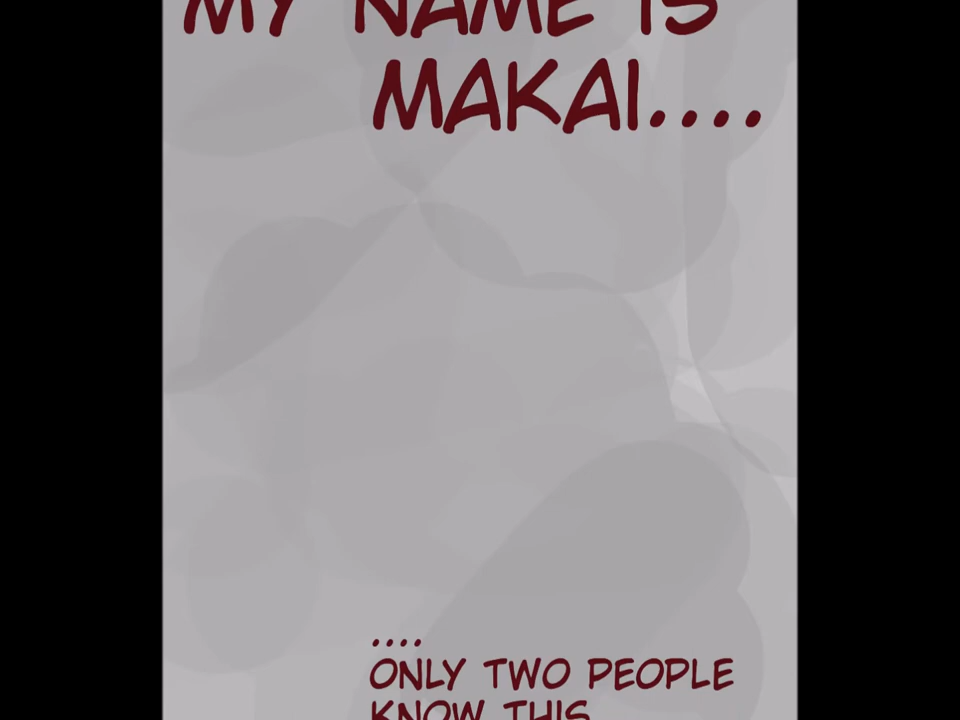 MY NAME IS
MAKAI....
....
ONLY TWO PEOPLE
KNOW THIS